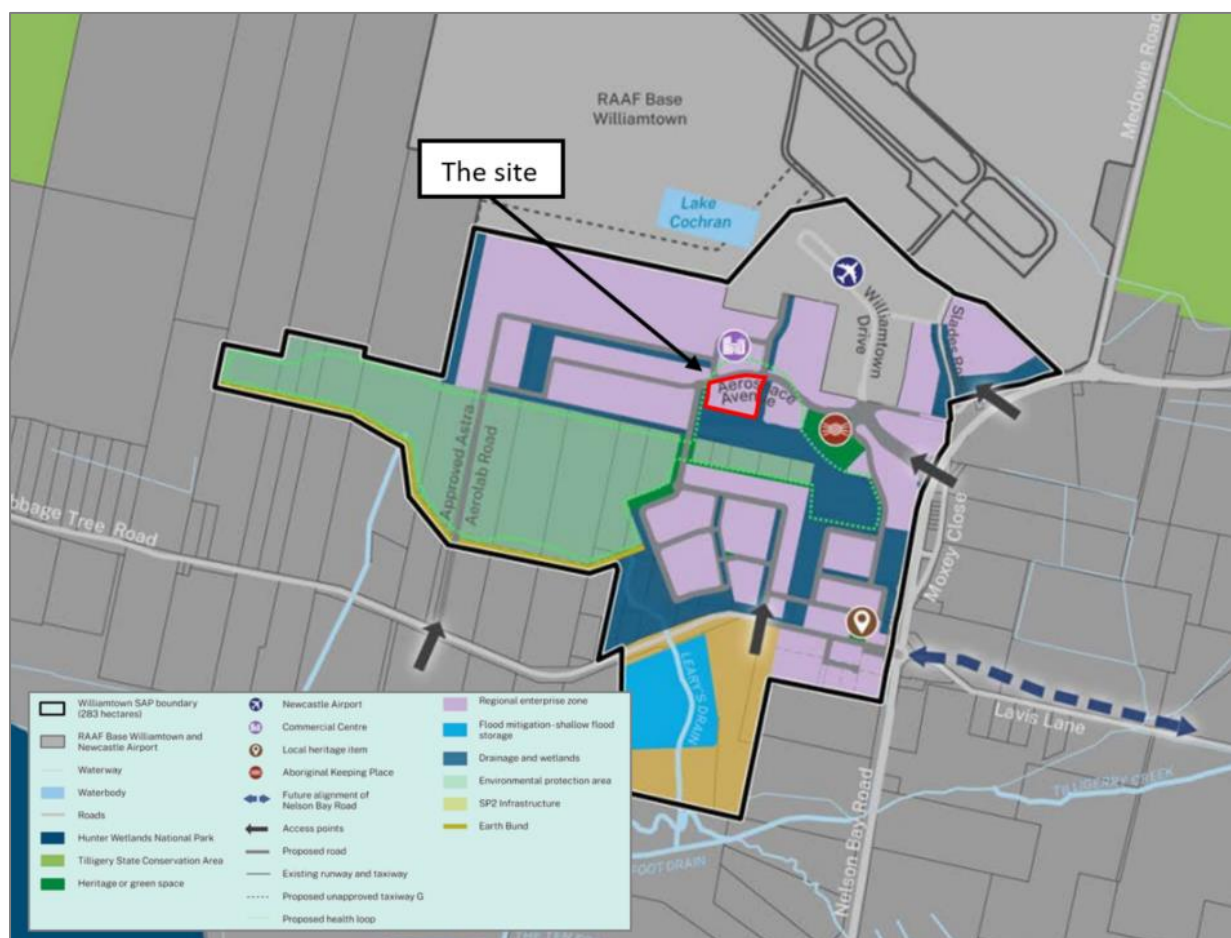 RAAF Base
Williamtown
Medowie Road
The site
Lake
Cochran
Williamtown
Drive
Slades Ro
Aerospace
Avenue
Approved Astra
Aerolab Road
bbage Tree Road
Moxey Close
LEARY'S DRAIN
Lavis Lane
Nelson Bay Road
TILLIGERRY CREEK
FOOT DRAIN
Williamtown SAP boundary
(283 hectares)
RAAF Base Williamtown and
Newcastle Airport
Waterway
Waterbody
Roads
Hunter Wetlands National Park
Tilligery State Conservation Area
Heritage or green space
Newcastle Airport
Commercial Centre
Local heritage item
Aboriginal Keeping Place
Future alignment of
Nelson Bay Road
Access points
Proposed road
Existing runway and taxiway
Proposed unapproved taxiway G
Proposed health loop
Regional enterprise zone
Flood mitigation - shallow flood
storage
Drainage and wetlands
Environmental protection area
SP2 Infrastructure
Earth Bund